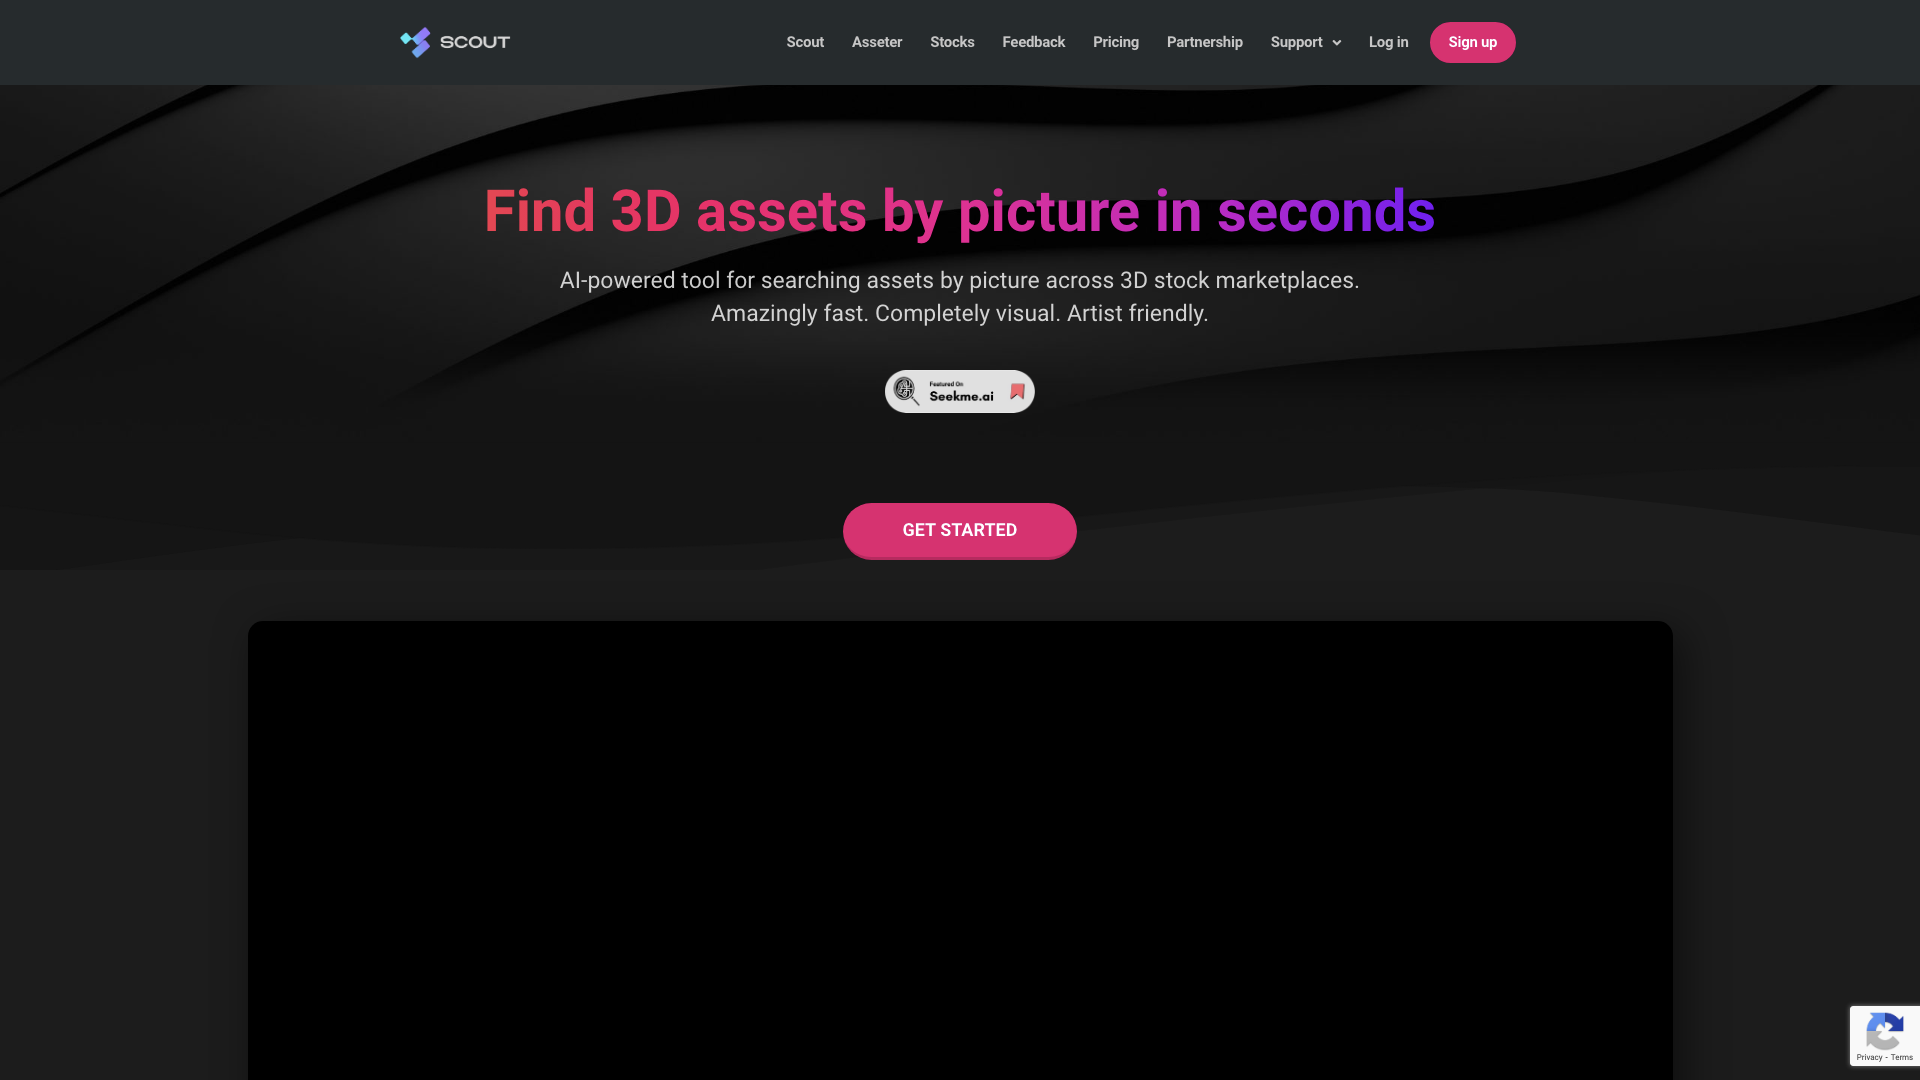 SCOUT
Scout Asseter Stocks Feedback Pricing Partnership Support Log in Sign up
Find 3D assets by picture in seconds
AI-powered tool for searching assets by picture across 3D stock marketplaces.
Amazingly fast. Completely visual. Artist friendly.
Featured On
Seekme.ai
GET STARTED
Privacy - Terms